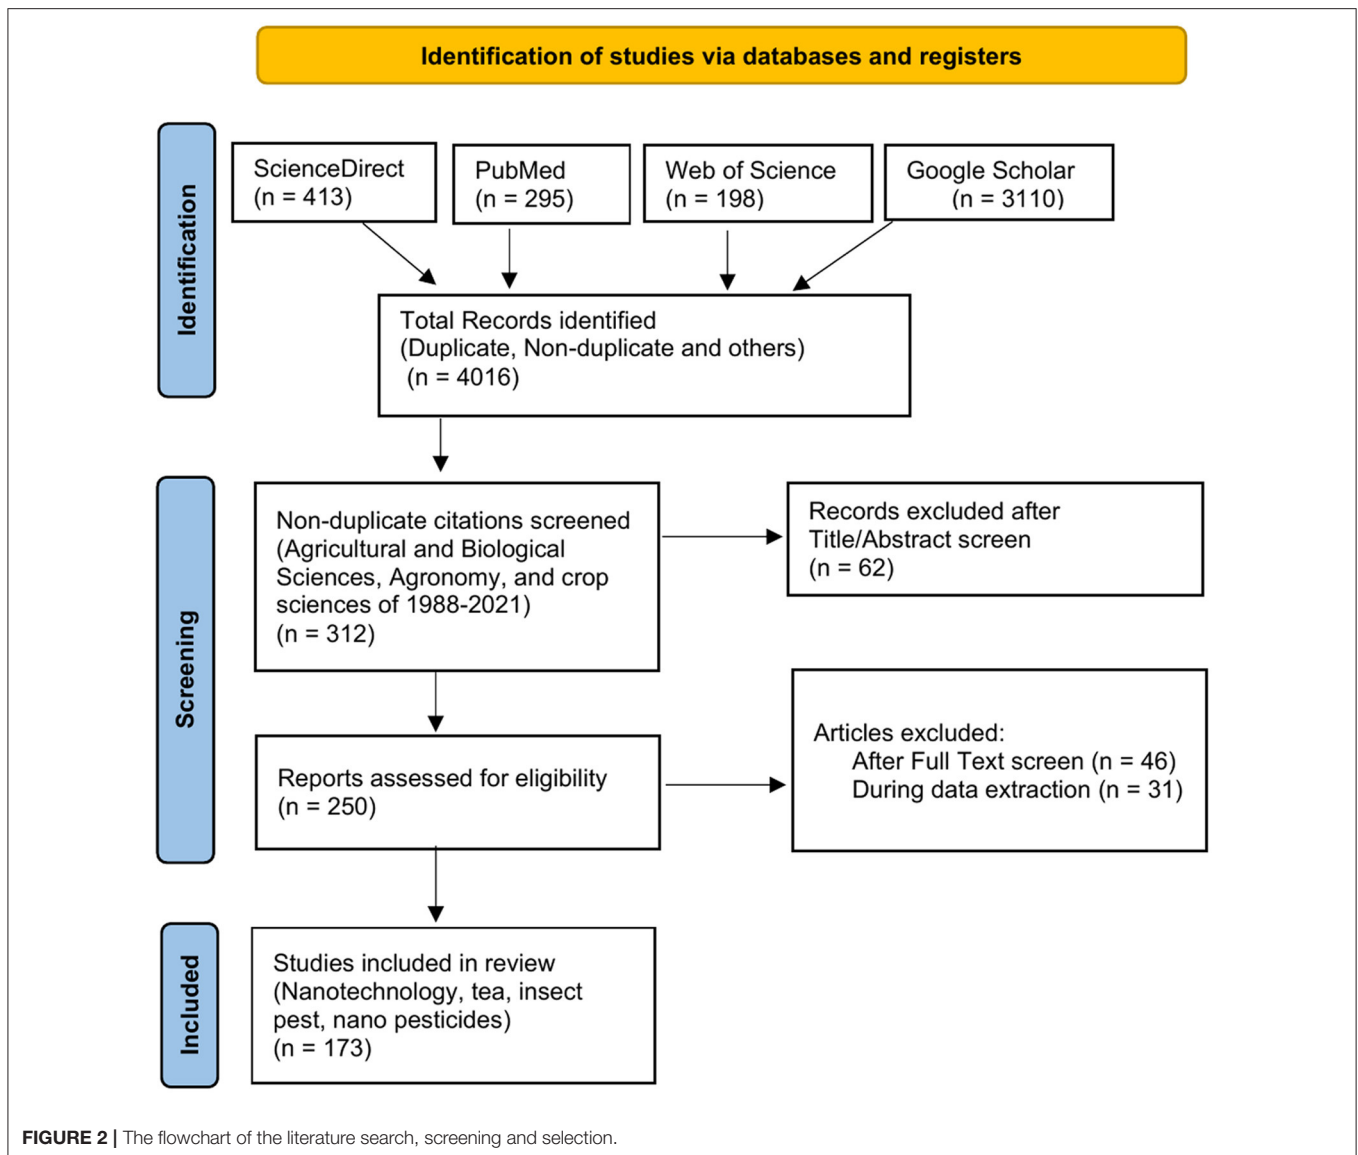 Identification of studies via databases and registers
Identification
ScienceDirect
(n = 413)
PubMed
(n = 295)
Web of Science
(n = 198)
Google Scholar
(n = 3110)
Total Records identified
(Duplicate, Non-duplicate and others)
(n = 4016)
Screening
Non-duplicate citations screened
(Agricultural and Biological
Sciences, Agronomy, and crop
sciences of 1988-2021)
(n = 312)
Records excluded after
Title/Abstract screen
(n = 62)
Reports assessed for eligibility
(n = 250)
Articles excluded:
After Full Text screen (n = 46)
During data extraction (n = 31)
Included
Studies included in review
(Nanotechnology, tea, insect
pest, nano pesticides)
(n = 173)
FIGURE 2 | The flowchart of the literature search, screening and selection.